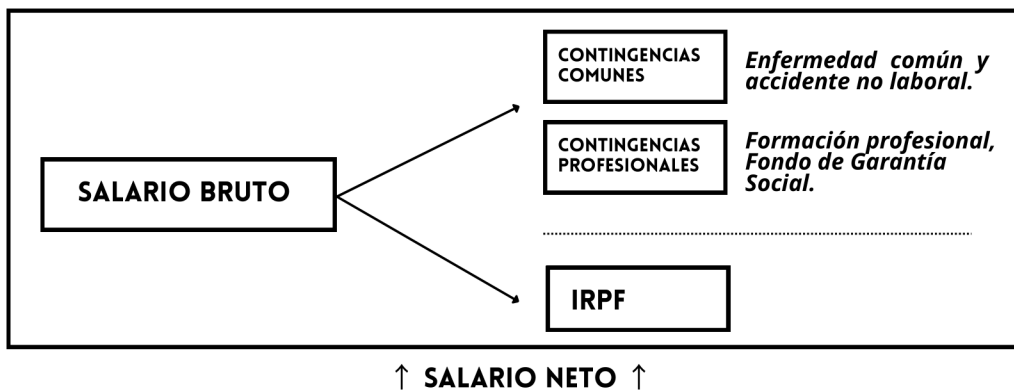 CONTINGENCIAS
COMUNES
Enfermedad común y
accidente no laboral.
SALARIO BRUTO
CONTINGENCIAS
PROFESIONALES
Formación profesional,
Fondo de Garantía
Social.
IRPF
↑ SALARIO NETO ↑